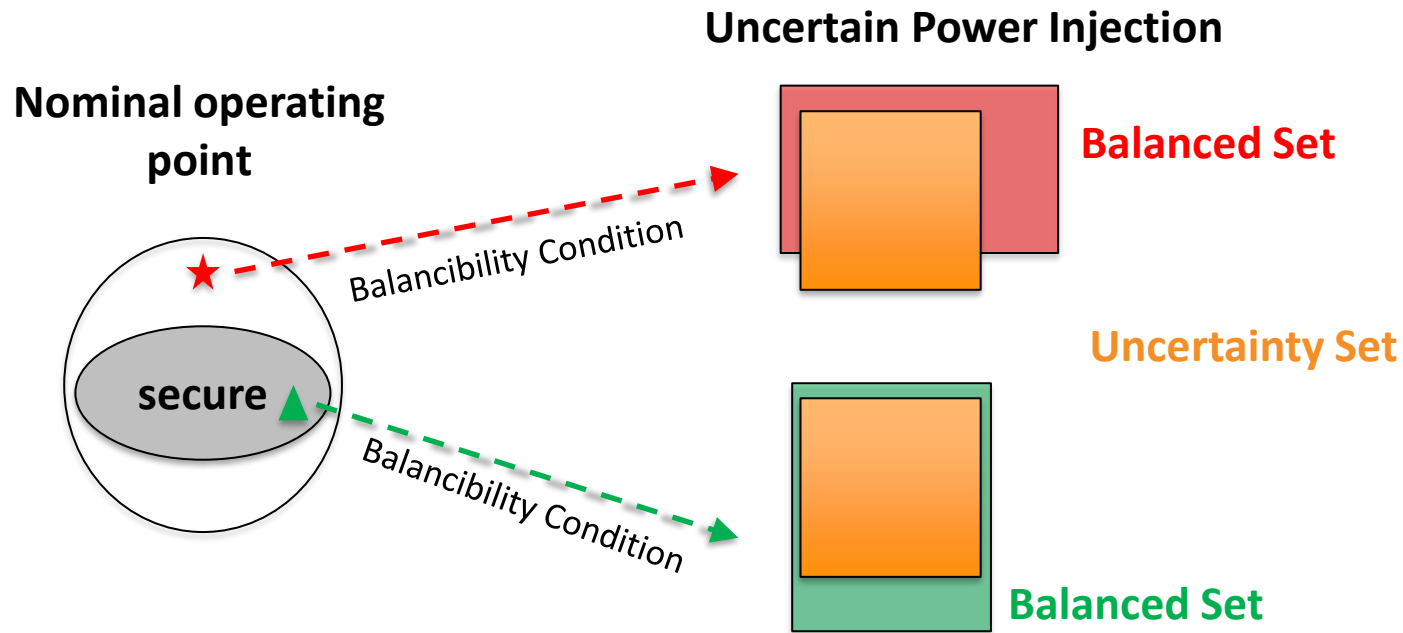 Uncertain Power Injection
Nominal operating
point
Balanced Set
Balancibility Condition
Uncertainty Set
secure
Balancibility Condition
Balanced Set